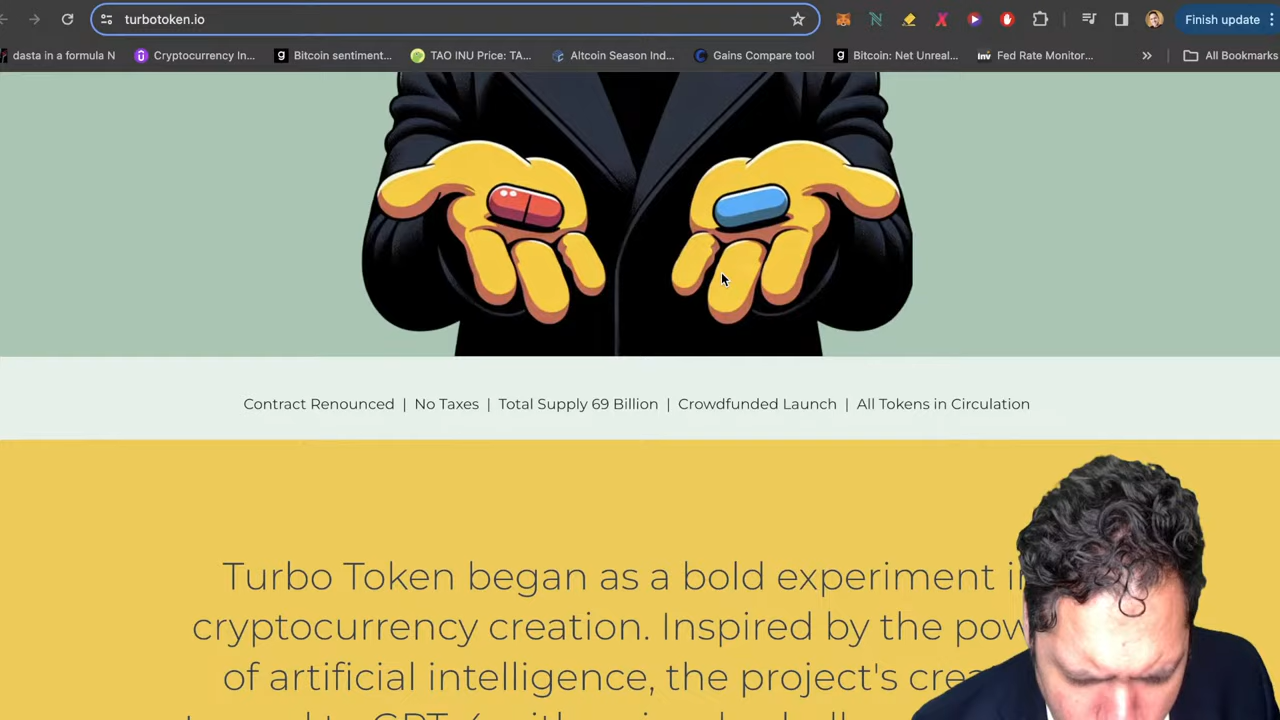 turbotoken.io
Finish update
dasta in a formula N
Cryptocurrency In...
Bitcoin sentiment...
TAO INU Price: TA...
Altcoin Season Ind...
Gains Compare tool
Bitcoin: Net Unreal...
Fed Rate Monitor...
All Bookmarks
Contract Renounced | No Taxes | Total Supply 69 Billion | Crowdfunded Launch | All Tokens in Circulation
Turbo Token began as a bold experiment in
cryptocurrency creation. Inspired by the
of artificial intelligence, the project's